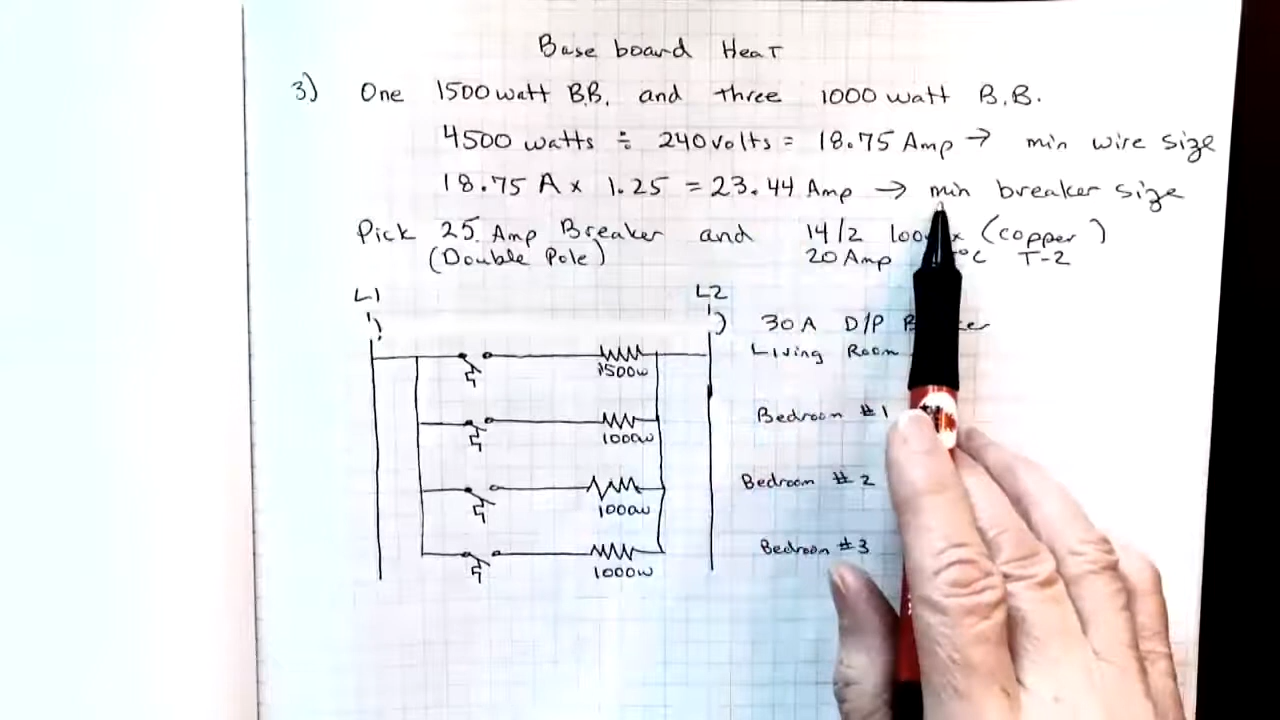 Base board Heat
3) One 1500 watt B.B. and three 1000 watt B.B.
4500 watts ÷ 240 volts = 18.75 Amp → min wire size
18.75 A x 1.25 = 23.44 Amp → min breaker size
Pick 25 Amp Breaker and 14/2 (copper)
(Double Pole) 20 Amp °C T-2
L1 L2
30A D/P
1500w Living Room
1000w Bedroom #1
1000w Bedroom #2
1000w Bedroom #3